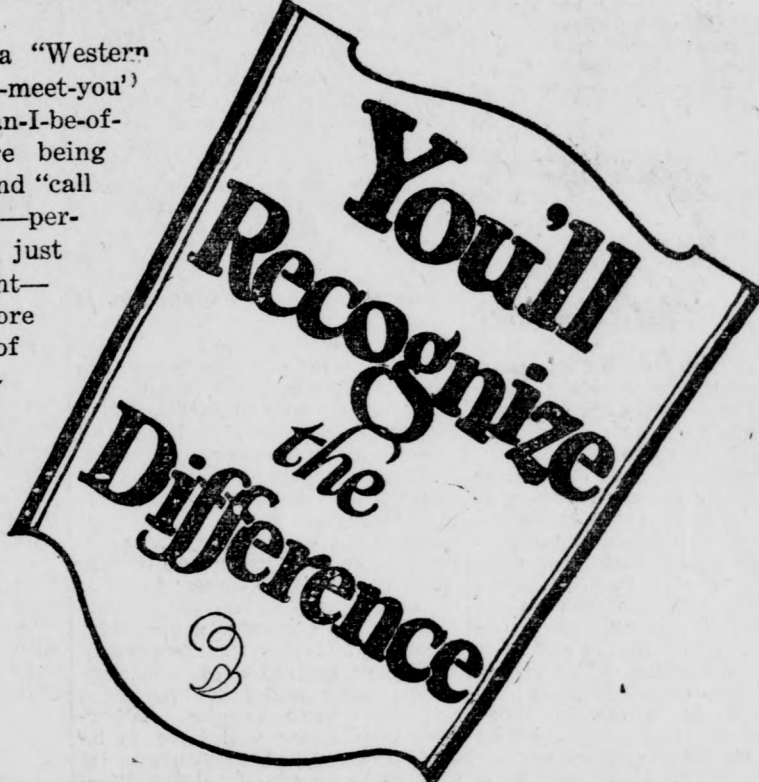 a “Western
-meet-you’)
an-I-be-of-
re being
nd “call
—per-
just
nt—
ore
of
You'll
Recognize
the
Difference